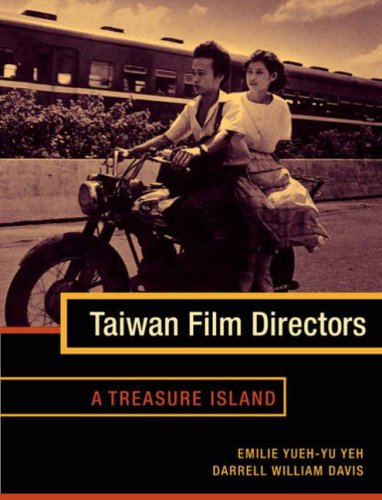 Taiwan Film Directors
A TREASURE ISLAND
EMILIE YUEH-YU YEH
DARRELL WILLIAM DAVIS